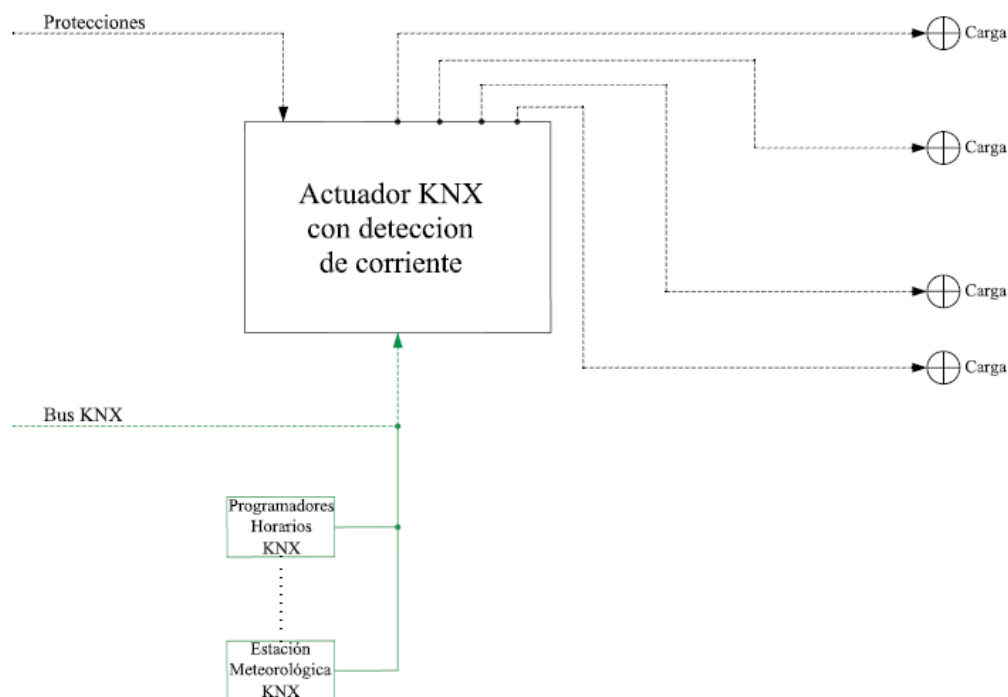 Protecciones
Carga
Carga
Actuador KNX
con deteccion
de corriente
Carga
Carga
Bus KNX
Programadores
Horarios
KNX
Estación
Meteorológica
KNX